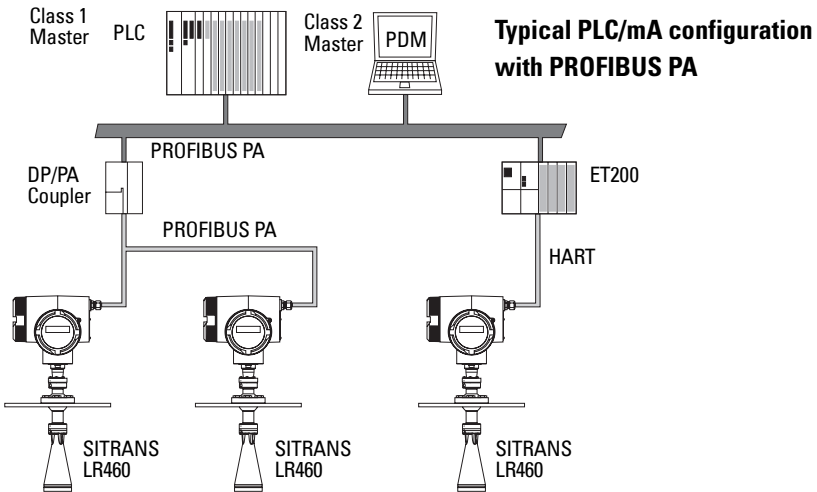 Class 1
Master
PLC
Class 2
Master
PDM
Typical PLC/mA configuration
with PROFIBUS PA
PROFIBUS PA
DP/PA
Coupler
ET200
PROFIBUS PA
HART
SITRANS
LR460
SITRANS
LR460
SITRANS
LR460